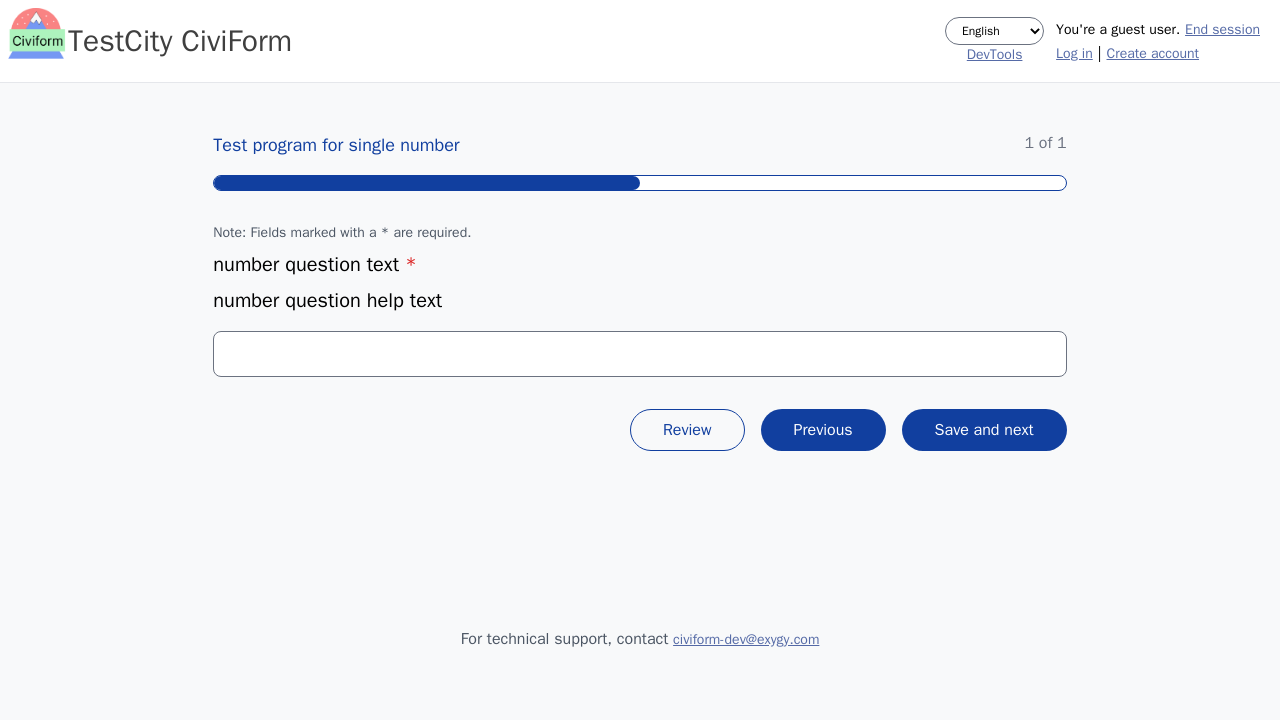 Civiform
TestCity CiviForm
English
DevTools
You're a guest user. End session
Log in | Create account
Test program for single number
1 of 1
Note: Fields marked with a * are required.
number question text *
number question help text
Review
Previous
Save and next
For technical support, contact civiform-dev@exygy.com